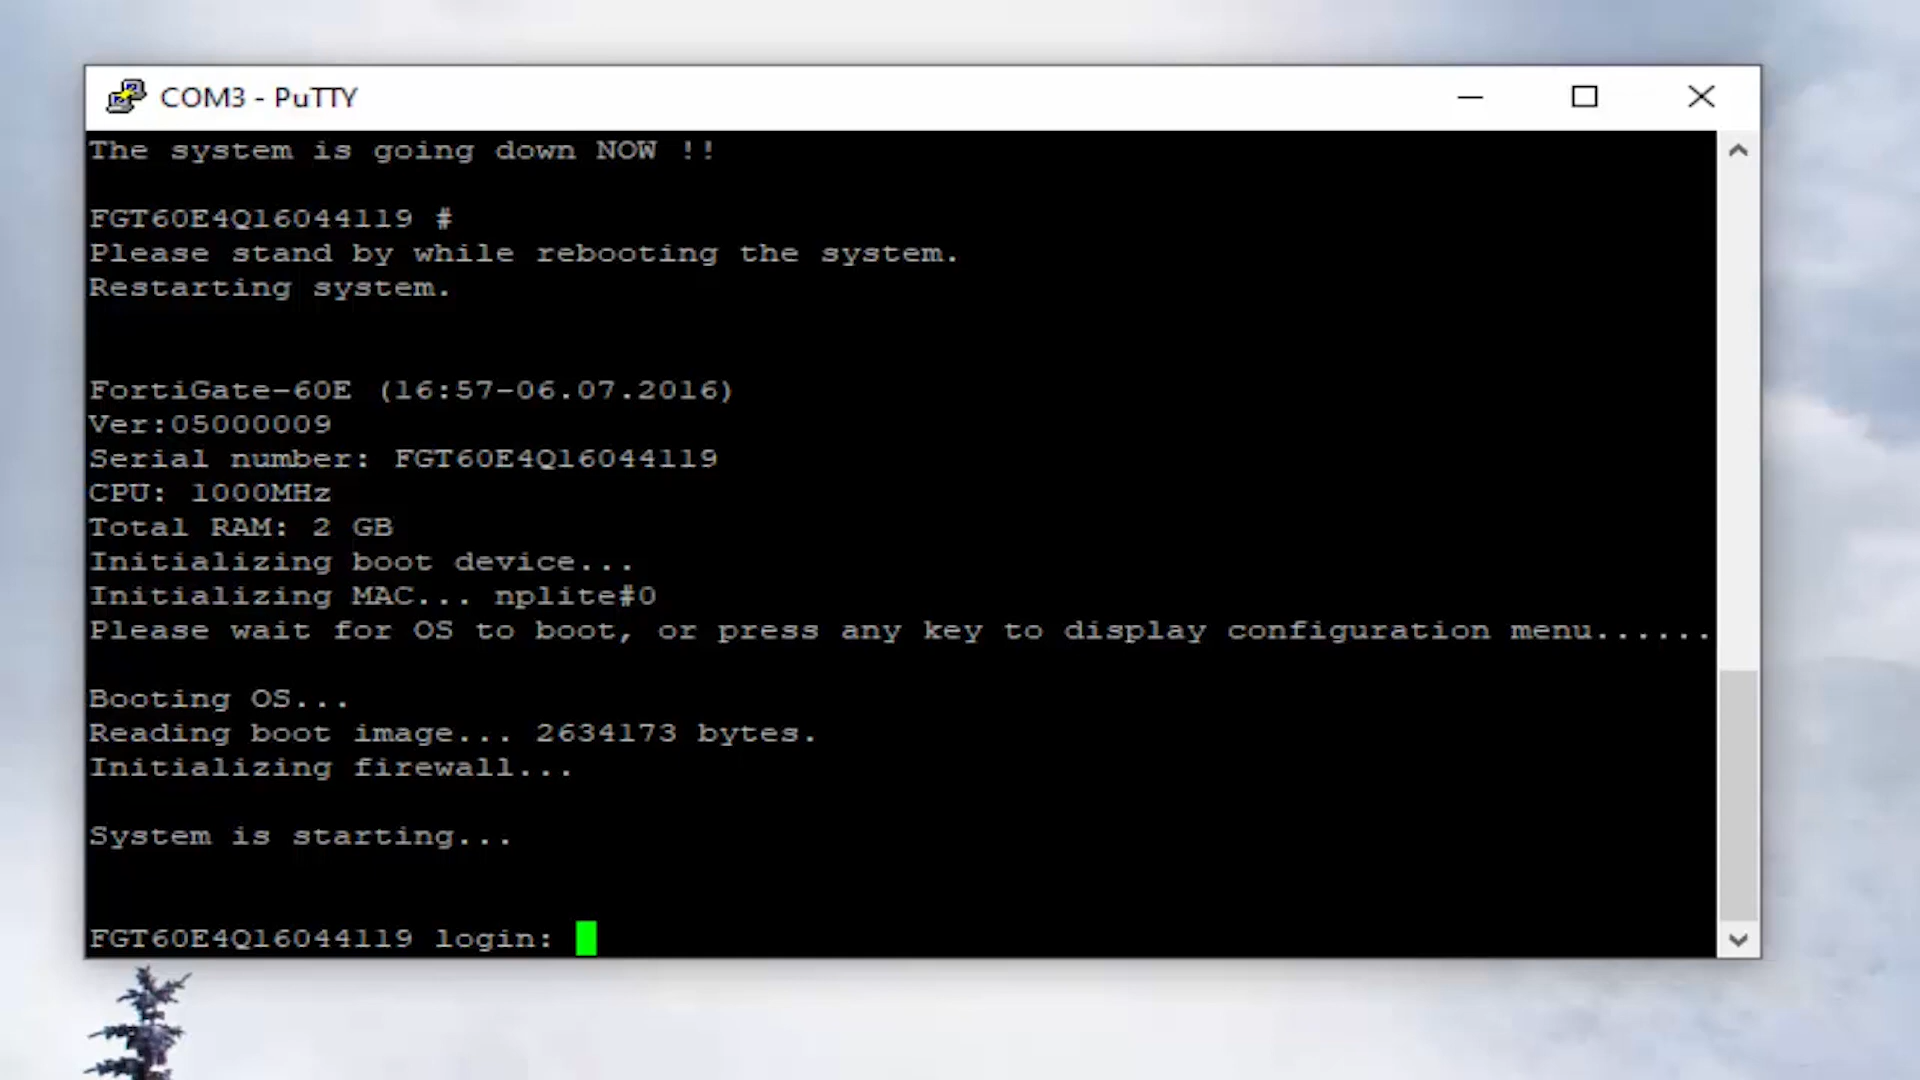 COM3 - PuTTY
The system is going down NOW !!
FGT60E4Q16044119 #
Please stand by while rebooting the system.
Restarting system.
FortiGate-60E (16:57-06.07.2016)
Ver:05000009
Serial number: FGT60E4Q16044119
CPU: 1000MHz
Total RAM: 2 GB
Initializing boot device...
Initializing MAC... nplite#0
Please wait for OS to boot, or press any key to display configuration menu......
Booting OS...
Reading boot image... 2634173 bytes.
Initializing firewall...
System is starting...
FGT60E4Q16044119 login: